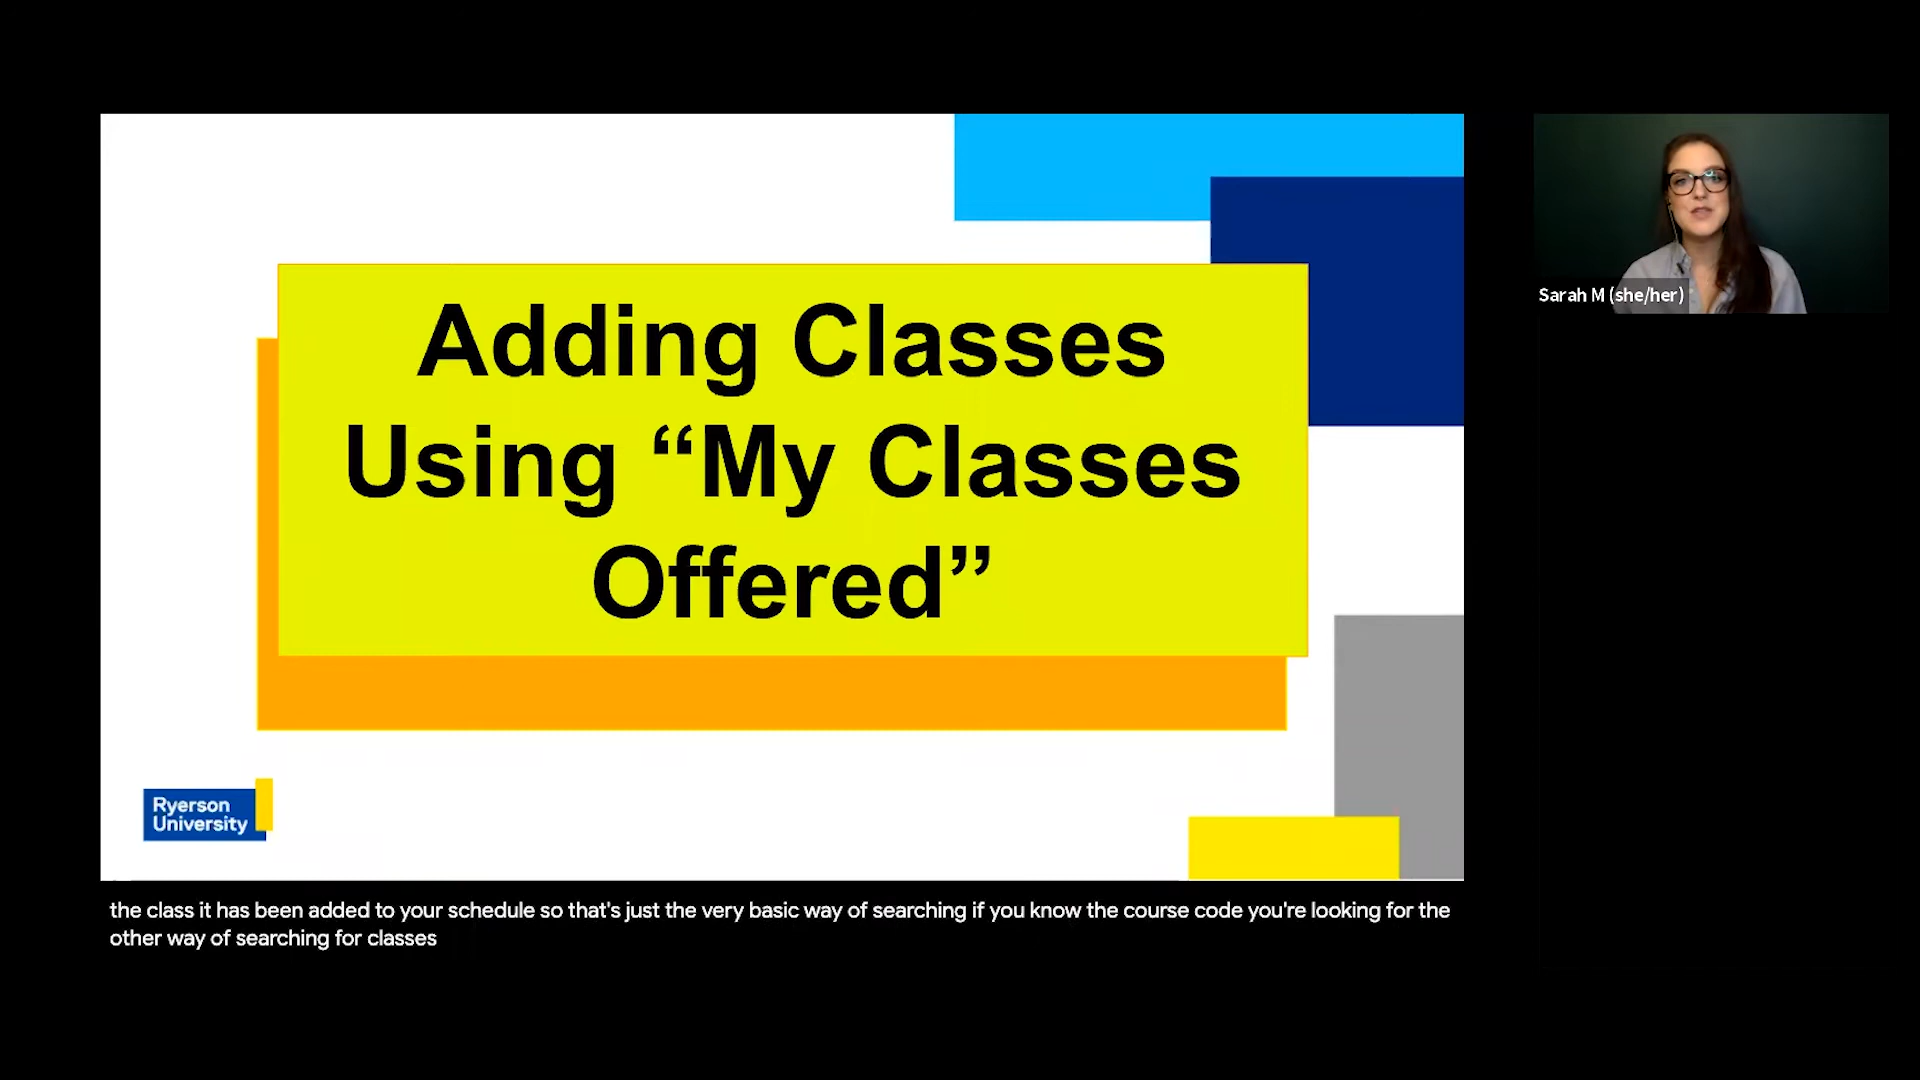 Adding Classes
Using “My Classes
Offered”
Sarah M (she/her)
Ryerson
University
the class it has been added to your schedule so that's just the very basic way of searching if you know the course code you're looking for the
other way of searching for classes